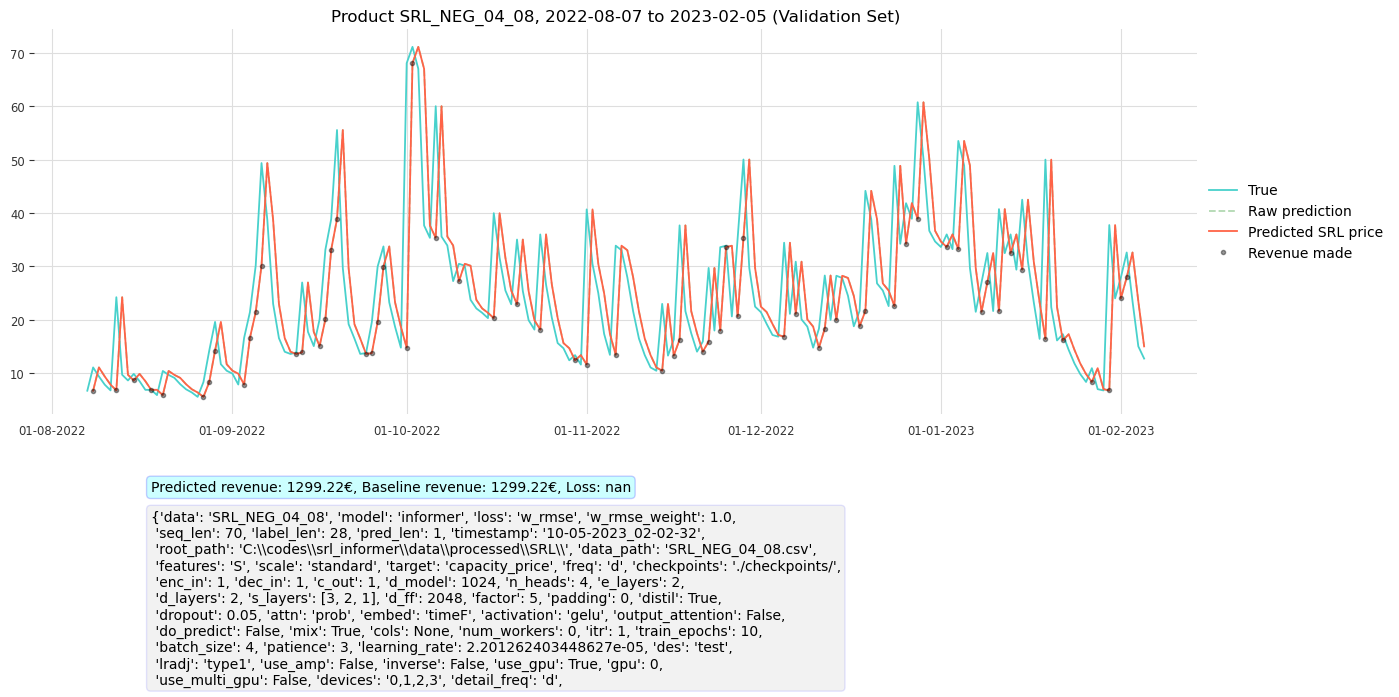 Product SRL_NEG_04_08, 2022-08-07 to 2023-02-05 (Validation Set)
70
60
50
40
30
20
10
01-08-2022 01-09-2022 01-10-2022 01-11-2022 01-12-2022 01-01-2023 01-02-2023
True
Raw prediction
Predicted SRL price
Revenue made
Predicted revenue: 1299.22€, Baseline revenue: 1299.22€, Loss: nan
{'data': 'SRL_NEG_04_08', 'model': 'informer', 'loss': 'w_rmse', 'w_rmse_weight': 1.0,
'seq_len': 70, 'label_len': 28, 'pred_len': 1, 'timestamp': '10-05-2023_02-02-32',
'root_path': 'C:\\codes\\srl_informer\\data\\processed\\SRL\\', 'data_path': 'SRL_NEG_04_08.csv',
'features': 'S', 'scale': 'standard', 'target': 'capacity_price', 'freq': 'd', 'checkpoints': './checkpoints/',
'enc_in': 1, 'dec_in': 1, 'c_out': 1, 'd_model': 1024, 'n_heads': 4, 'e_layers': 2,
'd_layers': 2, 's_layers': [3, 2, 1], 'd_ff': 2048, 'factor': 5, 'padding': 0, 'distil': True,
'dropout': 0.05, 'attn': 'prob', 'embed': 'timeF', 'activation': 'gelu', 'output_attention': False,
'do_predict': False, 'mix': True, 'cols': None, 'num_workers': 0, 'itr': 1, 'train_epochs': 10,
'batch_size': 4, 'patience': 3, 'learning_rate': 2.201262403448627e-05, 'des': 'test',
'lradj': 'type1', 'use_amp': False, 'inverse': False, 'use_gpu': True, 'gpu': 0,
'use_multi_gpu': False, 'devices': '0,1,2,3', 'detail_freq': 'd',